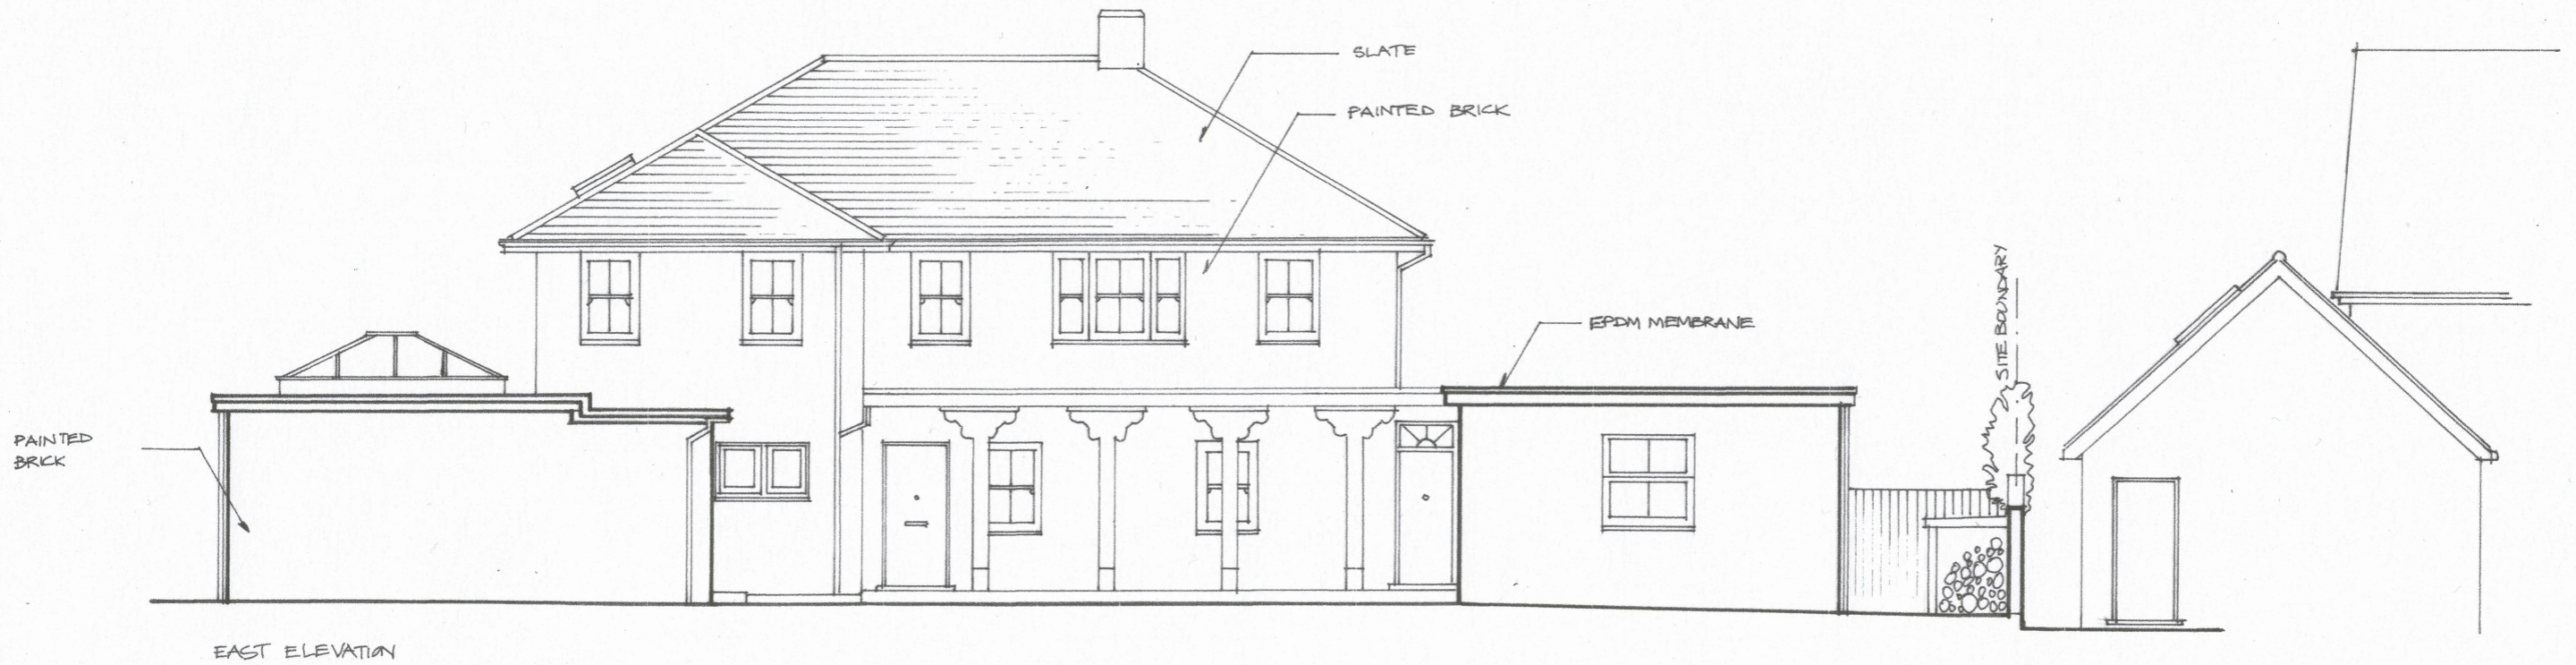 SLATE
PAINTED BRICK
EPDM MEMBRANE
SITE BOUNDARY
PAINTED
BRICK
EAST ELEVATION